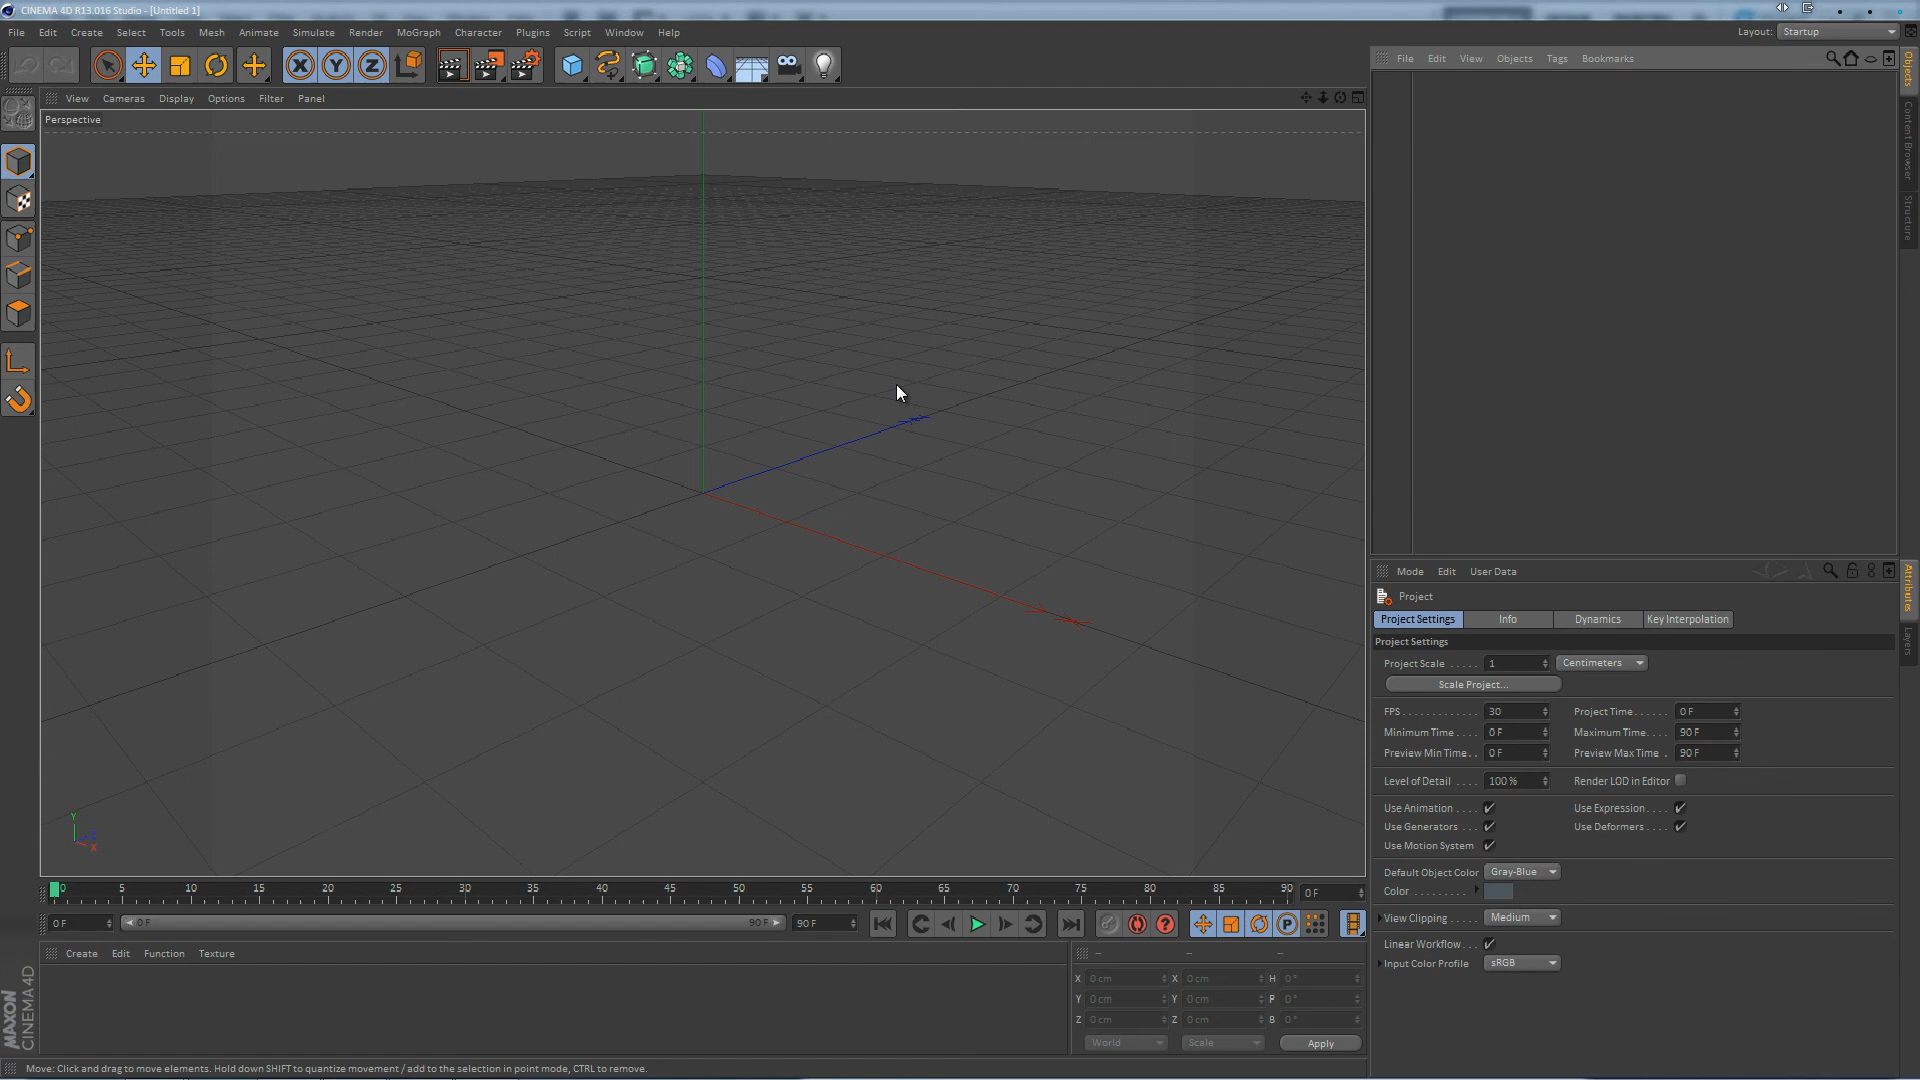 CINEMA 4D R13.016 Studio - [Untitled 1]
File Edit Create Select Tools Mesh Animate Simulate Render MoGraph Character Plugins Script Window Help
Layout: Startup
File Edit View Objects Tags Bookmarks
Objects
Content Browser
Structure
View Cameras Display Options Filter Panel
Perspective
X Y Z
Y
X
Mode Edit User Data
Attributes
Layers
Project
Project Settings Info Dynamics Key Interpolation
Project Settings
Project Scale ..... 1 Centimeters
Scale Project...
FPS............. 30 Project Time...... 0 F
Minimum Time.... 0 F Maximum Time.... 90 F
Preview Min Time.. 0 F Preview Max Time . 90 F
Level of Detail .... 100 % Render LOD in Editor
Use Animation .... Use Expression....
Use Generators ... Use Deformers....
Use Motion System
Default Object Color Gray-Blue
Color .........
View Clipping ..... Medium
Linear Workflow...
Input Color Profile sRGB
0 5 10 15 20 25 30 35 40 45 50 55 60 65 70 75 80 85 90 0 F
0 F 0 F 90 F 90 F
Create Edit Function Texture
-- -- --
X 0 cm X 0 cm H 0 °
Y 0 cm Y 0 cm P 0 °
Z 0 cm Z 0 cm B 0 °
World Scale Apply
MAXON
CINEMA 4D
Move: Click and drag to move elements. Hold down SHIFT to quantize movement / add to the selection in point mode, CTRL to remove.